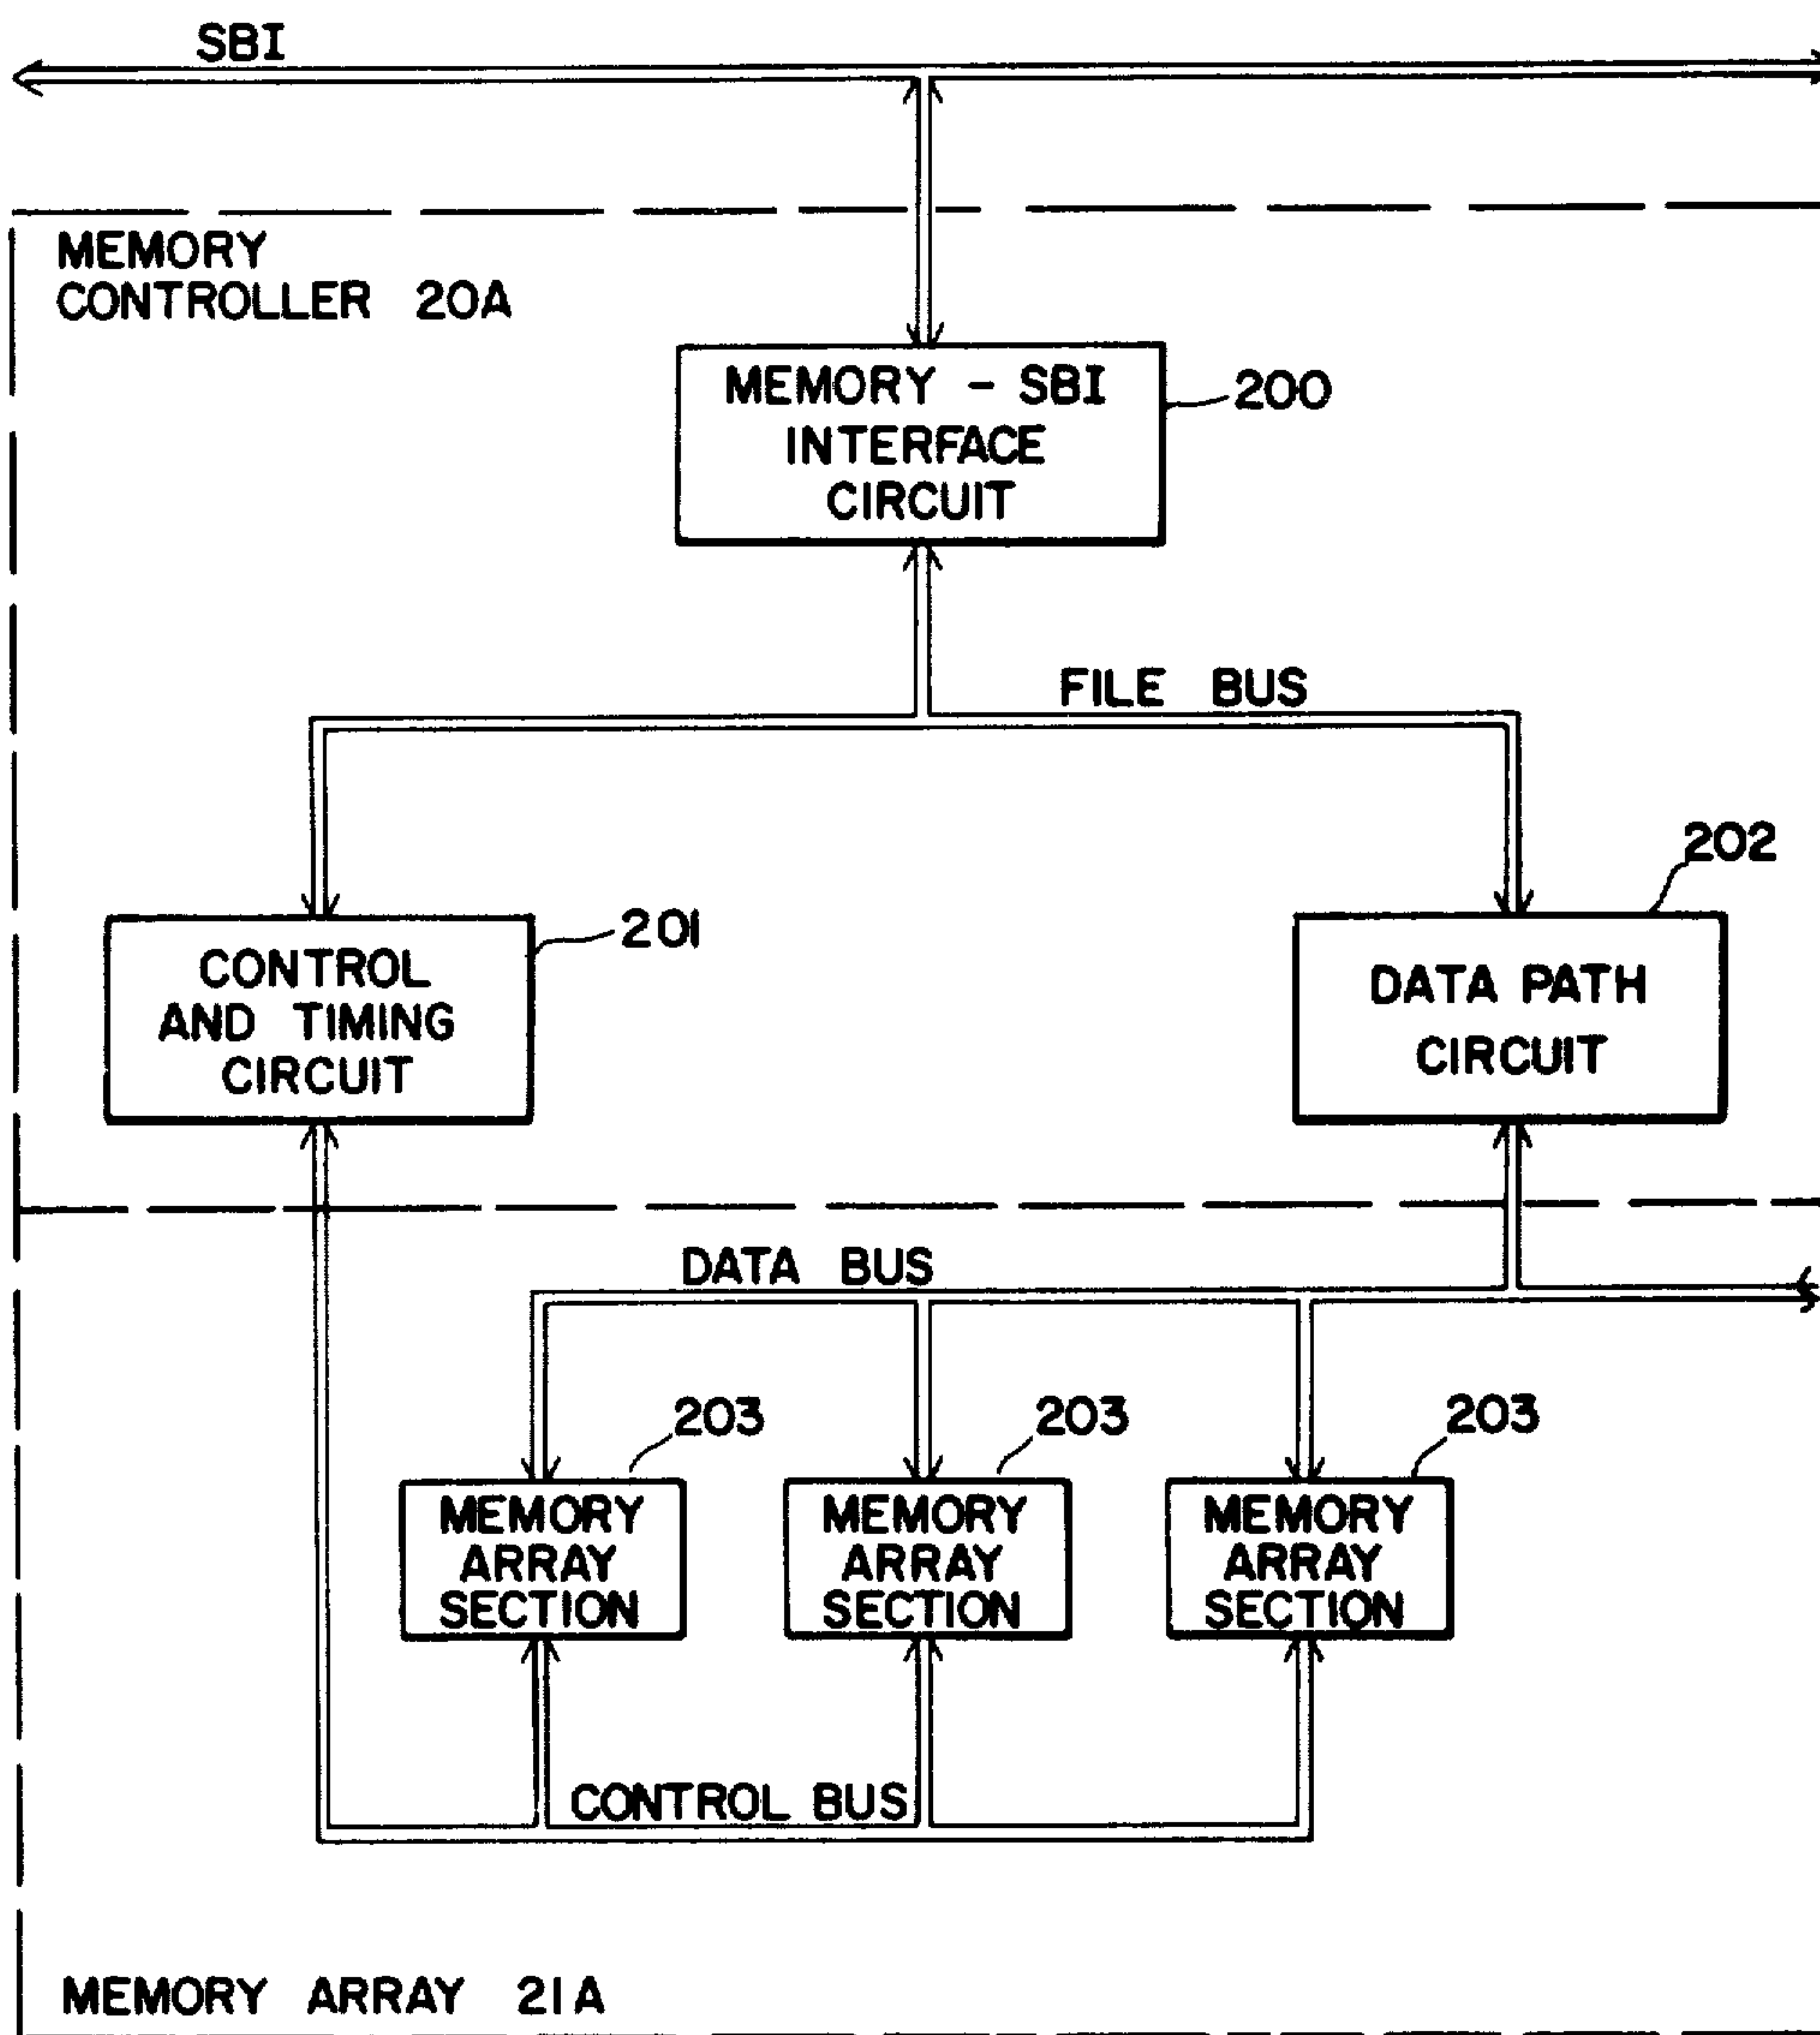 SBI
MEMORY
CONTROLLER 20A
MEMORY - SBI
INTERFACE
CIRCUIT
200
FILE BUS
202
201
CONTROL
AND TIMING
CIRCUIT
DATA PATH
CIRCUIT
DATA BUS
203
203
203
MEMORY
ARRAY
SECTION
MEMORY
ARRAY
SECTION
MEMORY
ARRAY
SECTION
CONTROL BUS
MEMORY ARRAY 21A